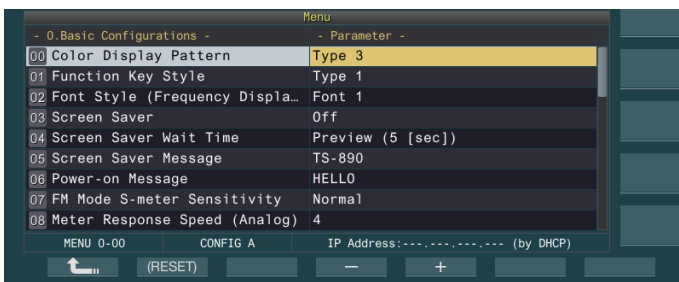 Menu
- 0.Basic Configurations - - Parameter -
00 Color Display Pattern Type 3
01 Function Key Style Type 1
02 Font Style (Frequency Displa… Font 1
03 Screen Saver Off
04 Screen Saver Wait Time Preview (5 [sec])
05 Screen Saver Message TS-890
06 Power-on Message HELLO
07 FM Mode S-meter Sensitivity Normal
08 Meter Response Speed (Analog) 4
MENU 0-00 CONFIG A IP Address:---.---.---.--- (by DHCP)
(RESET) − +